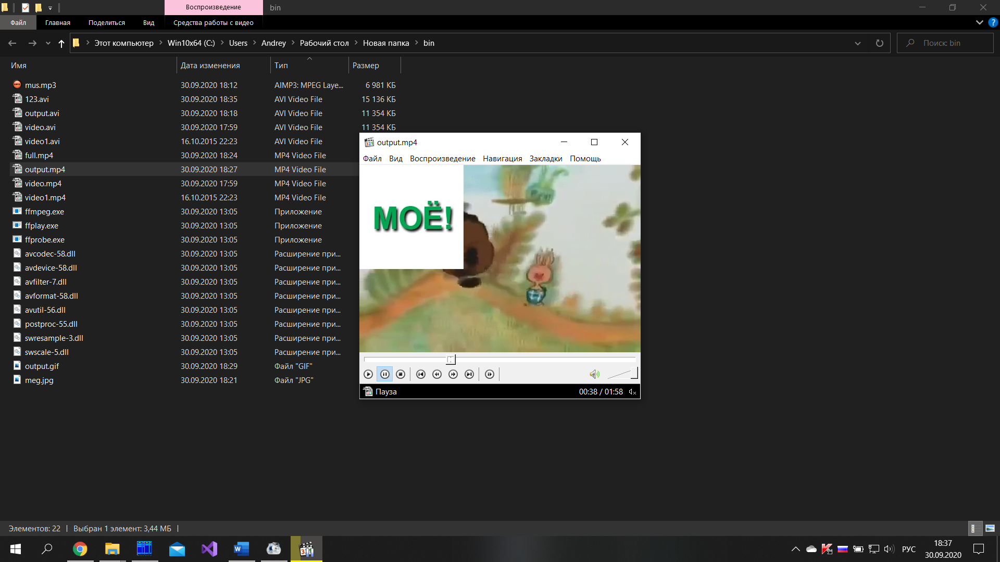 Воспроизведение
bin
Файл
Главная
Поделиться
Вид
Средства работы с видео
Этот компьютер
Win10x64 (C:)
Users
Andrey
Рабочий стол
Новая папка
bin
Поиск: bin
Имя
Дата изменения
Тип
Размер
mus.mp3 30.09.2020 18:12 AIMP3: MPEG Laye... 6 981 КБ
123.avi 30.09.2020 18:35 AVI Video File 15 136 КБ
output.avi 30.09.2020 18:18 AVI Video File 11 354 КБ
video.avi 30.09.2020 17:59 AVI Video File 11 354 КБ
video1.avi 16.10.2015 22:23 AVI Video File
full.mp4 30.09.2020 18:24 MP4 Video File
output.mp4 30.09.2020 18:27 MP4 Video File
video.mp4 30.09.2020 17:59 MP4 Video File
video1.mp4 16.10.2015 22:23 MP4 Video File
ffmpeg.exe 30.09.2020 13:05 Приложение
ffplay.exe 30.09.2020 13:05 Приложение
ffprobe.exe 30.09.2020 13:05 Приложение
avcodec-58.dll 30.09.2020 13:05 Расширение при...
avdevice-58.dll 30.09.2020 13:05 Расширение при...
avfilter-7.dll 30.09.2020 13:05 Расширение при...
avformat-58.dll 30.09.2020 13:05 Расширение при...
avutil-56.dll 30.09.2020 13:05 Расширение при...
postproc-55.dll 30.09.2020 13:05 Расширение при...
swresample-3.dll 30.09.2020 13:05 Расширение при...
swscale-5.dll 30.09.2020 13:05 Расширение при...
output.gif 30.09.2020 18:29 Файл "GIF"
meg.jpg 30.09.2020 18:21 Файл "JPG"
output.mp4
Файл Вид Воспроизведение Навигация Закладки Помощь
МОЁ!
Пауза
00:38 / 01:58
Элементов: 22
Выбран 1 элемент: 3,44 МБ
РУС
18:37
30.09.2020